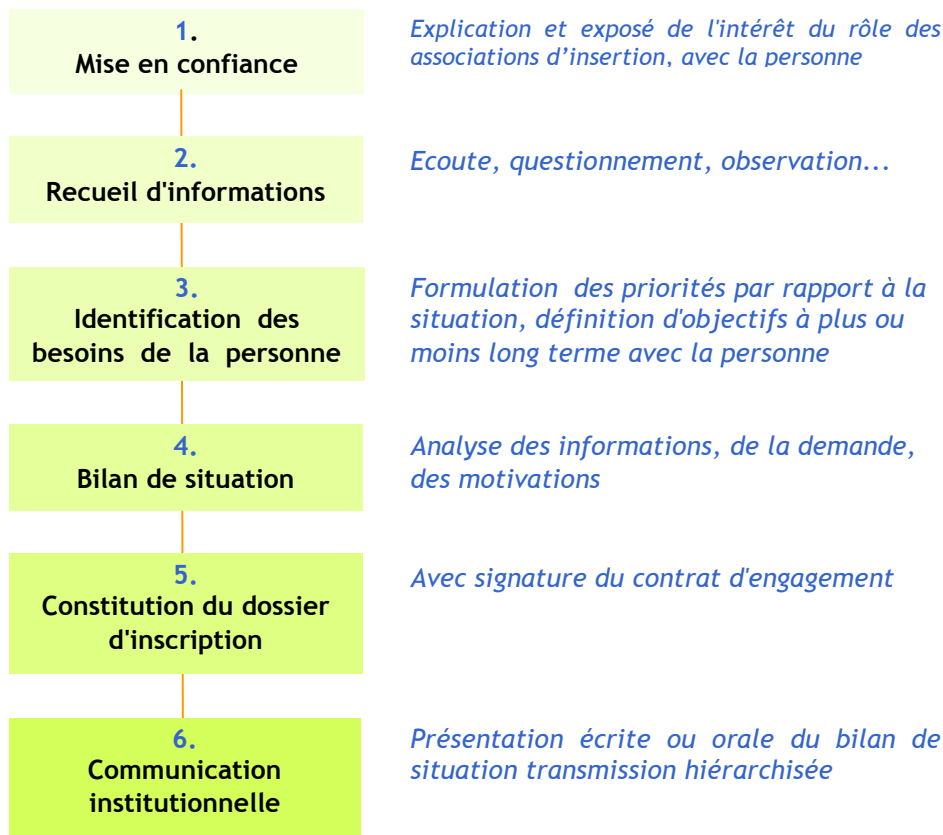 1.
Mise en confiance
Explication et exposé de l'intérêt du rôle des
associations d’insertion, avec la personne
2.
Recueil d'informations
Ecoute, questionnement, observation...
3.
Identification des
besoins de la personne
Formulation des priorités par rapport à la
situation, définition d'objectifs à plus ou
moins long terme avec la personne
4.
Bilan de situation
Analyse des informations, de la demande,
des motivations
5.
Constitution du dossier
d'inscription
Avec signature du contrat d'engagement
6.
Communication
institutionnelle
Présentation écrite ou orale du bilan de
situation transmission hiérarchisée